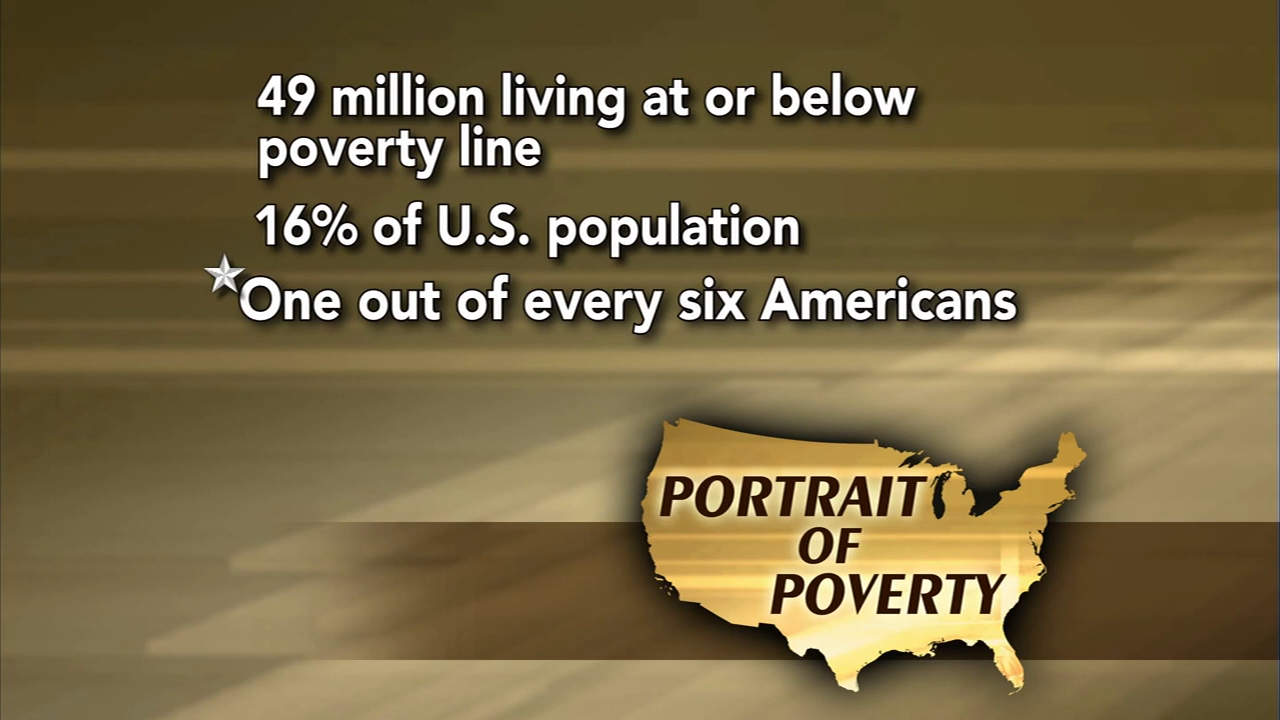 49 million living at or below
poverty line
16% of U.S. population
One out of every six Americans
PORTRAIT
OF
POVERTY